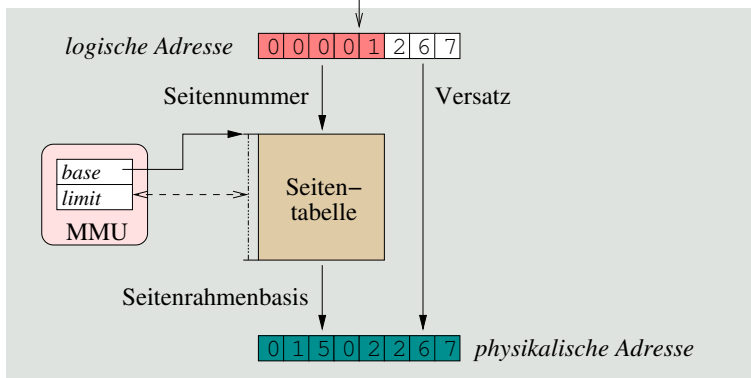 logische Adresse 0 0 0 0 1 2 6 7
Seitennummer Versatz
base
limit
MMU
Seiten–
tabelle
Seitenrahmenbasis
0 1 5 0 2 2 6 7 physikalische Adresse